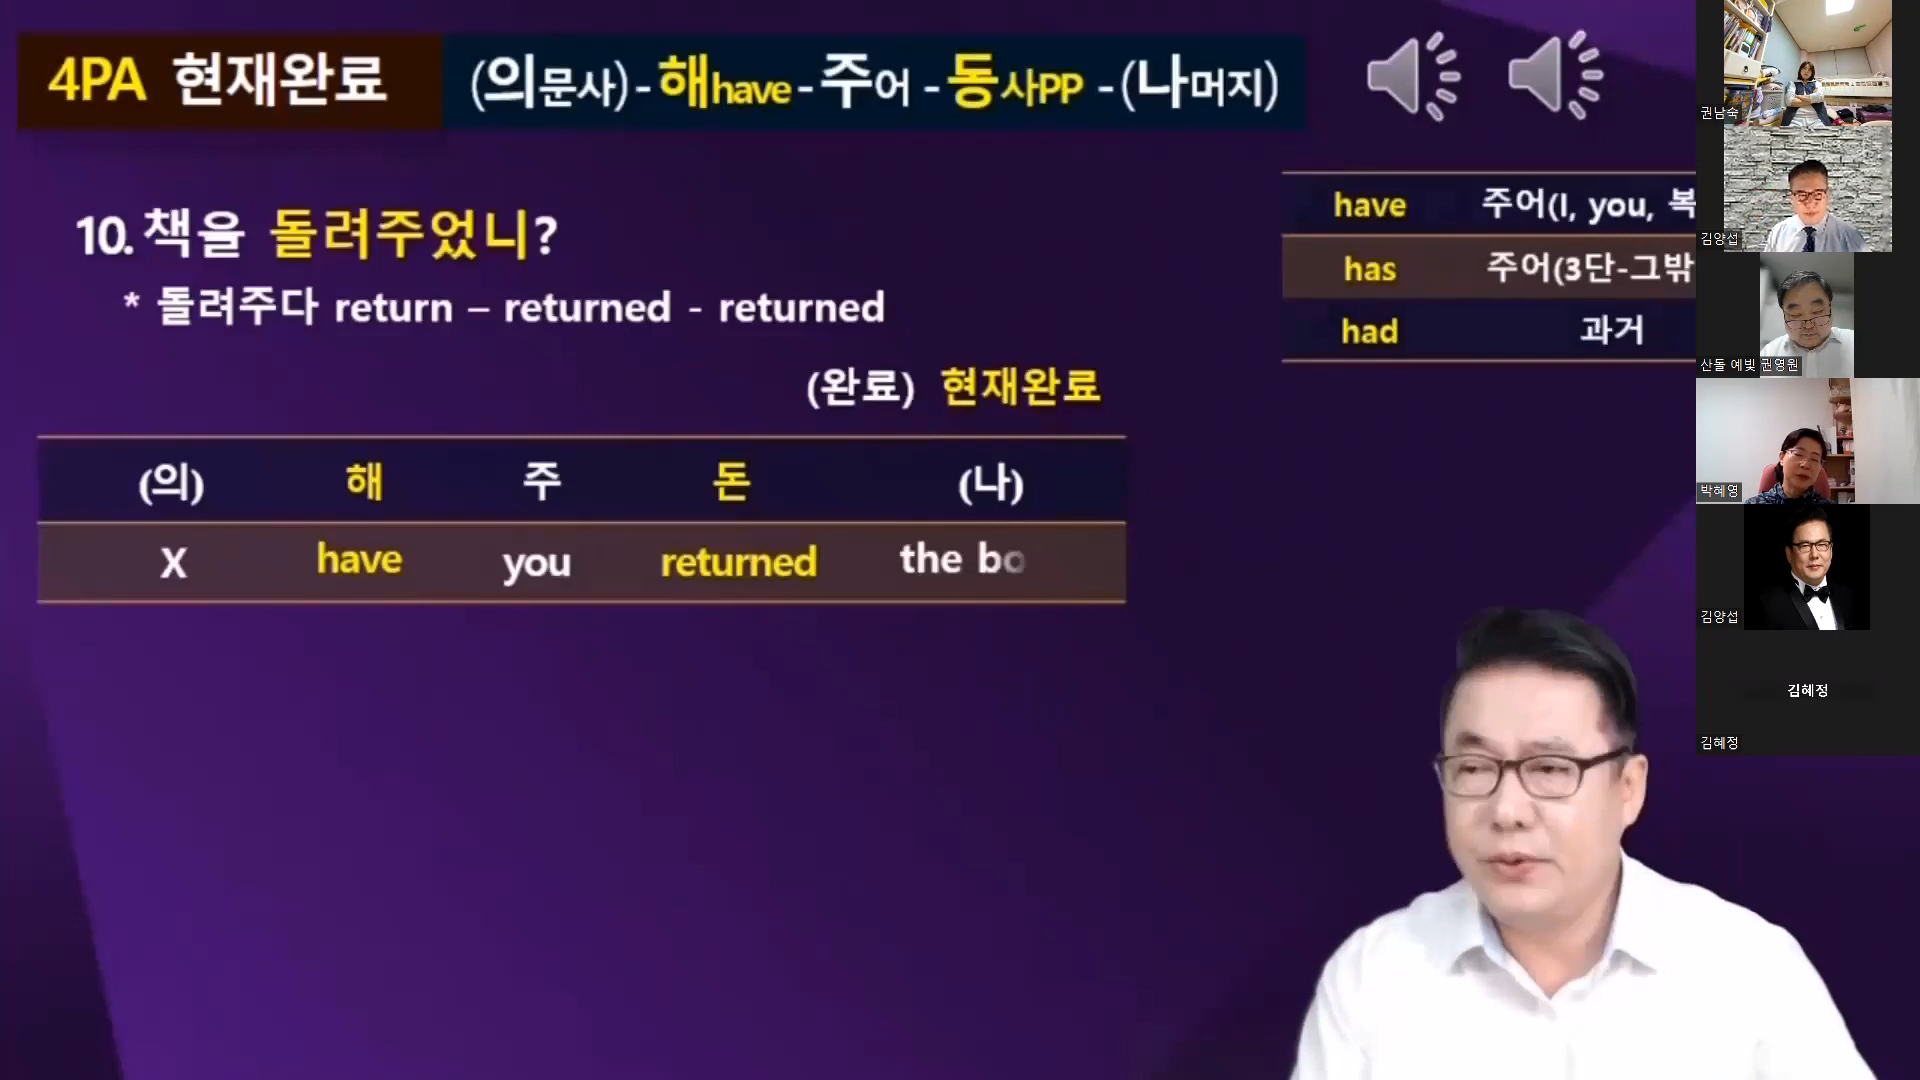 4PA 현재완료 (의문사) - 해have - 주어 - 동사PP - (나머지)
10. 책을 돌려주었니?
* 돌려주다 return – returned - returned
(완료) 현재완료
(의) 해 주 돈 (나)
X have you returned the bo
have 주어(I, you, 복
has 주어(3단-그밖
had 과거
권남숙
김양섭
산돌 예빛 권영원
박혜영
김양섭
김혜정
김혜정